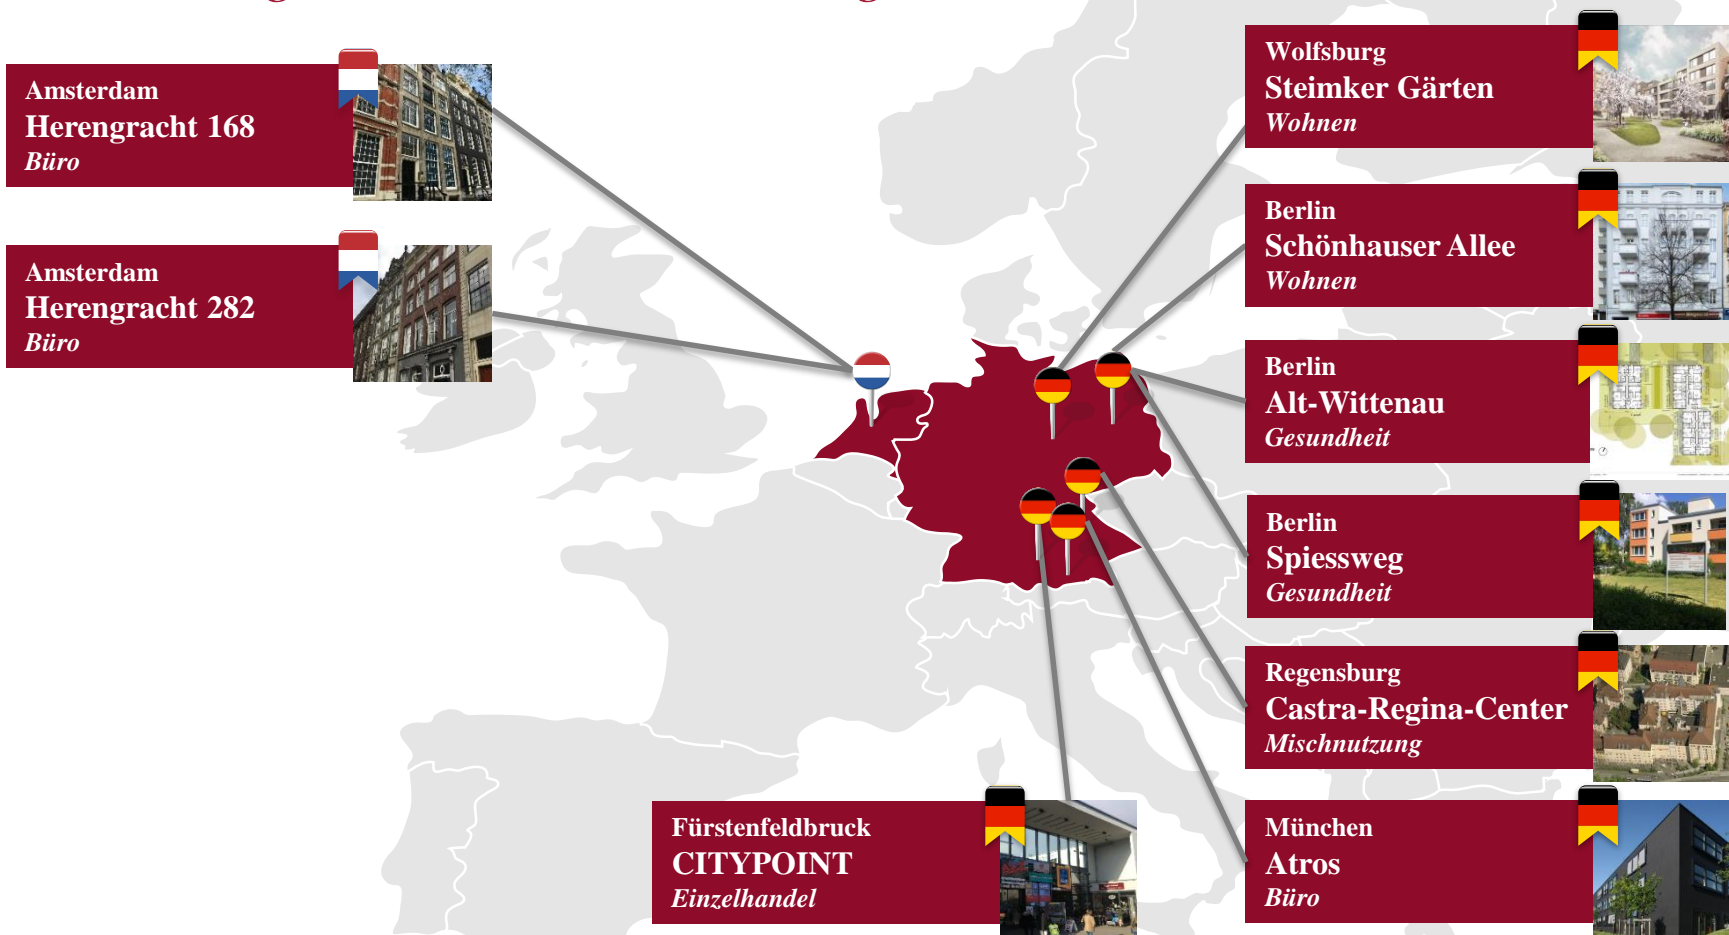 Amsterdam
Herengracht 168
Büro
Amsterdam
Herengracht 282
Büro
Wolfsburg
Steimker Gärten
Wohnen
Berlin
Schönhauser Allee
Wohnen
Berlin
Alt-Wittenau
Gesundheit
Berlin
Spiessweg
Gesundheit
Regensburg
Castra-Regina-Center
Mischnutzung
Fürstenfeldbruck
CITYPOINT
Einzelhandel
München
Atros
Büro